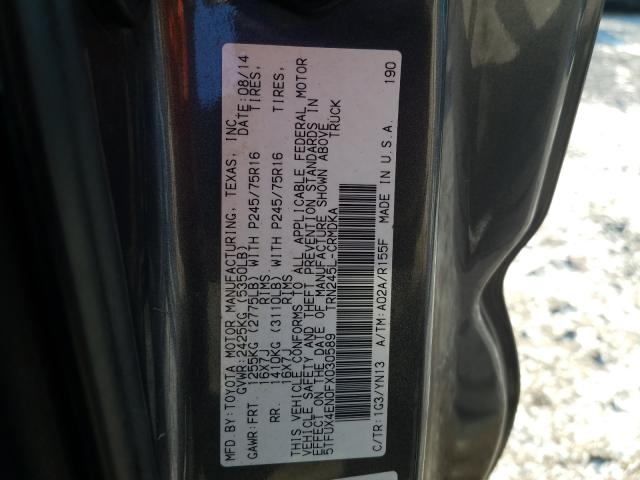 MFD.BY:TOYOTA MOTOR MANUFACTURING, TEXAS, INC.
GVWR:2425KG (5350LB) DATE:08/14
GAWR:FRT. 1255KG (2775LB) WITH P245/75R16 TIRES,
16X7J RIMS
RR. 1410KG (3110LB) WITH P245/75R16 TIRES,
16X7J RIMS
THIS VEHICLE CONFORMS TO ALL APPLICABLE FEDERAL MOTOR
VEHICLE SAFETY AND THEFT PREVENTION STANDARDS IN
EFFECT ON THE DATE OF MANUFACTURE SHOWN ABOVE.
5TFUX4EN0FX030589 TRUCK
TRN245L-CRMDKA
C/TR:1G3/YN13 A/TM:A02A/R155F MADE IN U.S.A. 190